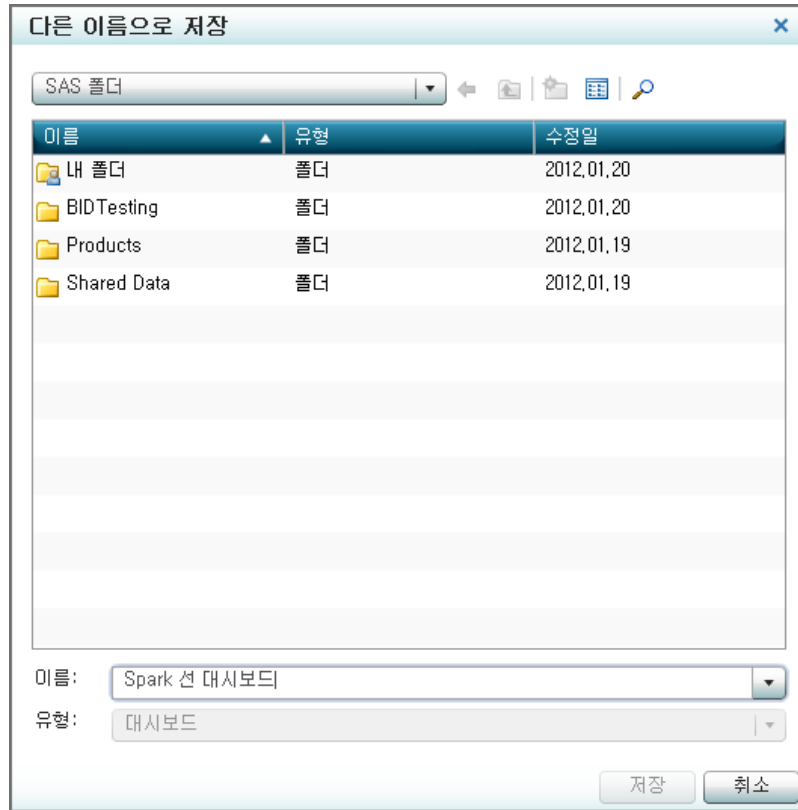 다른 이름으로 저장
SAS 폴더
이름 유형 수정일
내 폴더 폴더 2012.01.20
BIDTesting 폴더 2012.01.20
Products 폴더 2012.01.19
Shared Data 폴더 2012.01.19
이름: Spark 선 대시보드
유형: 대시보드
저장 취소